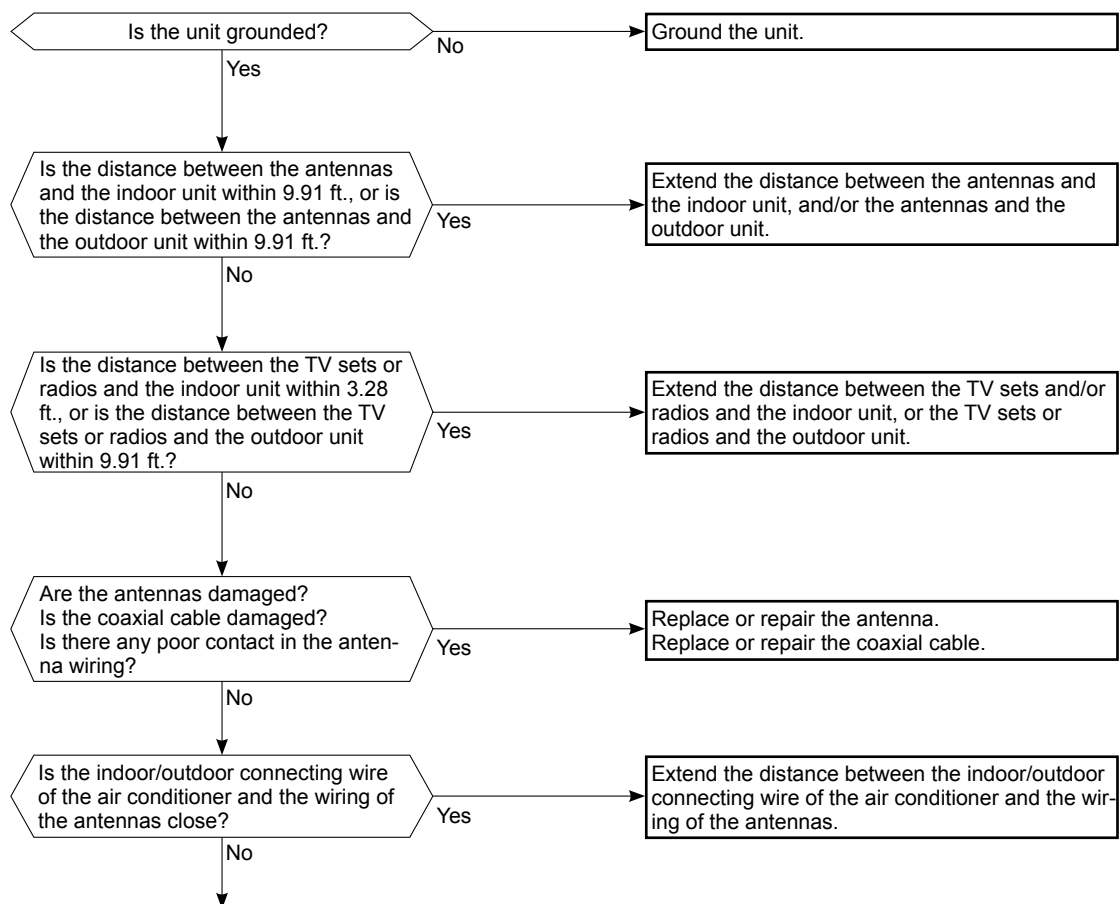 Is the unit grounded?
No
Ground the unit.
Yes
Is the distance between the antennas
and the indoor unit within 9.91 ft., or is
the distance between the antennas and
the outdoor unit within 9.91 ft.?
Yes
Extend the distance between the antennas and
the indoor unit, and/or the antennas and the
outdoor unit.
No
Is the distance between the TV sets or
radios and the indoor unit within 3.28
ft., or is the distance between the TV
sets or radios and the outdoor unit
within 9.91 ft.?
Yes
Extend the distance between the TV sets and/or
radios and the indoor unit, or the TV sets or
radios and the outdoor unit.
No
Are the antennas damaged?
Is the coaxial cable damaged?
Is there any poor contact in the anten-
na wiring?
Yes
Replace or repair the antenna.
Replace or repair the coaxial cable.
No
Is the indoor/outdoor connecting wire
of the air conditioner and the wiring of
the antennas close?
Yes
Extend the distance between the indoor/outdoor
connecting wire of the air conditioner and the wir-
ing of the antennas.
No